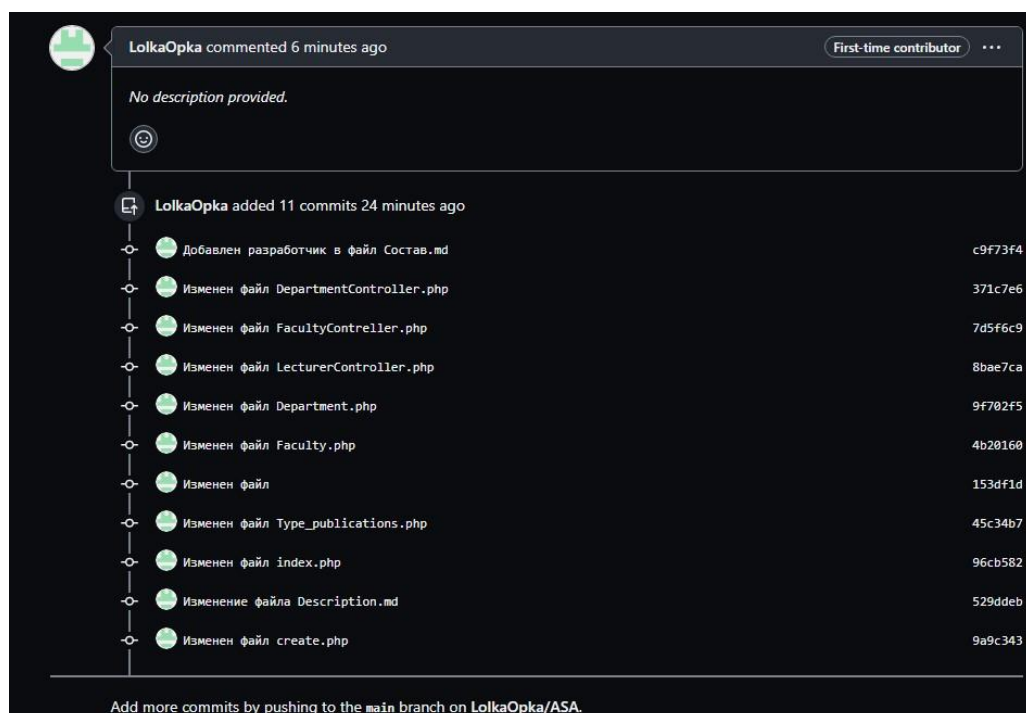 LolkaOpka commented 6 minutes ago First-time contributor ...
No description provided.
LolkaOpka added 11 commits 24 minutes ago
Добавлен разработчик в файл Состав.md c9f73f4
Изменен файл DepartmentController.php 371c7e6
Изменен файл FacultyContreller.php 7d5f6c9
Изменен файл LecturerController.php 8bae7ca
Изменен файл Department.php 9f702f5
Изменен файл Faculty.php 4b20160
Изменен файл 153df1d
Изменен файл Type_publications.php 45c34b7
Изменен файл index.php 96cb582
Изменение файла Description.md 529ddeb
Изменен файл create.php 9a9c343
Add more commits by pushing to the main branch on LolkaOpka/ASA.